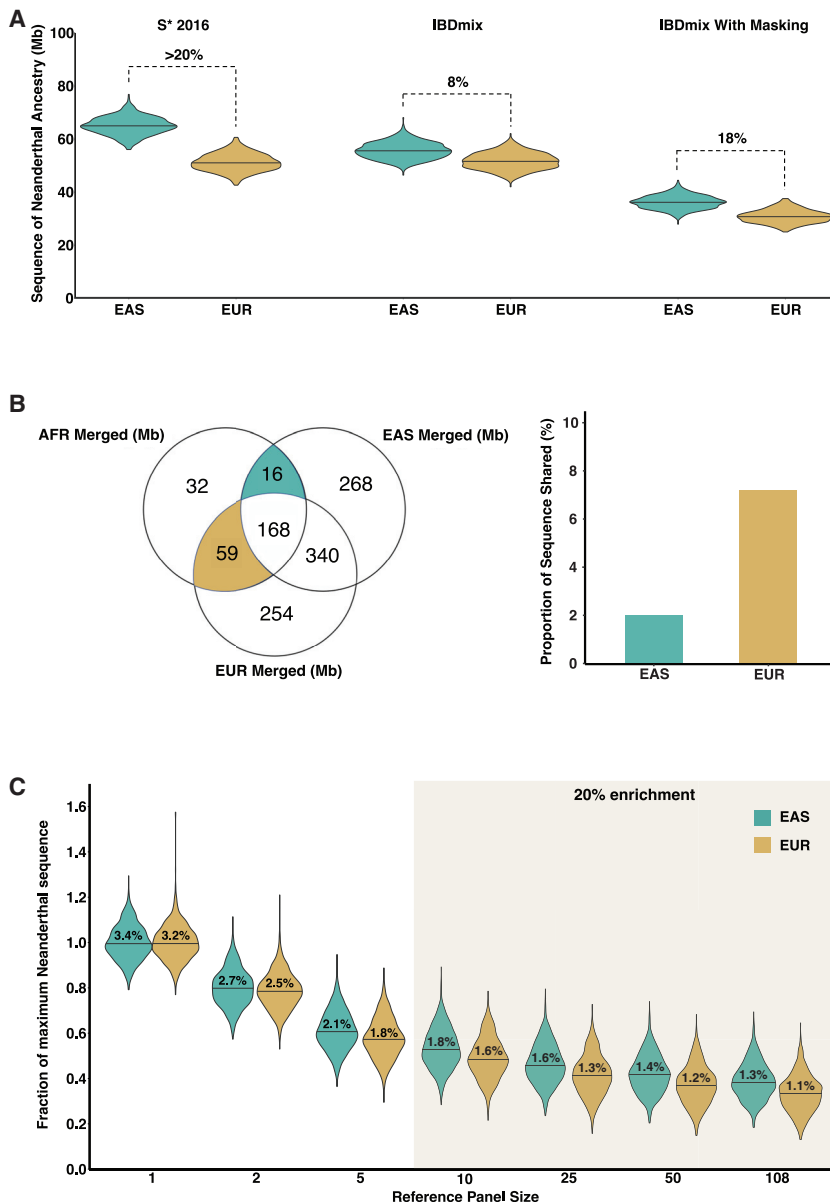 A
S* 2016
IBDmix
IBDmix With Masking
Sequence of Neanderthal Ancestry (Mb)
100
80
60
40
20
0
>20%
8%
18%
EAS
EUR
EAS
EUR
EAS
EUR
B
AFR Merged (Mb)
EAS Merged (Mb)
32
16
268
168
59
340
254
EUR Merged (Mb)
Proportion of Sequence Shared (%)
10
8
6
4
2
0
EAS
EUR
C
Fraction of maximum Neanderthal sequence
1.6
1.4
1.2
1.0
0.8
0.6
0.4
0.2
0.0
20% enrichment
EAS
EUR
3.4%
3.2%
2.7%
2.5%
2.1%
1.8%
1.8%
1.6%
1.6%
1.3%
1.4%
1.2%
1.3%
1.1%
1
2
5
10
25
50
108
Reference Panel Size